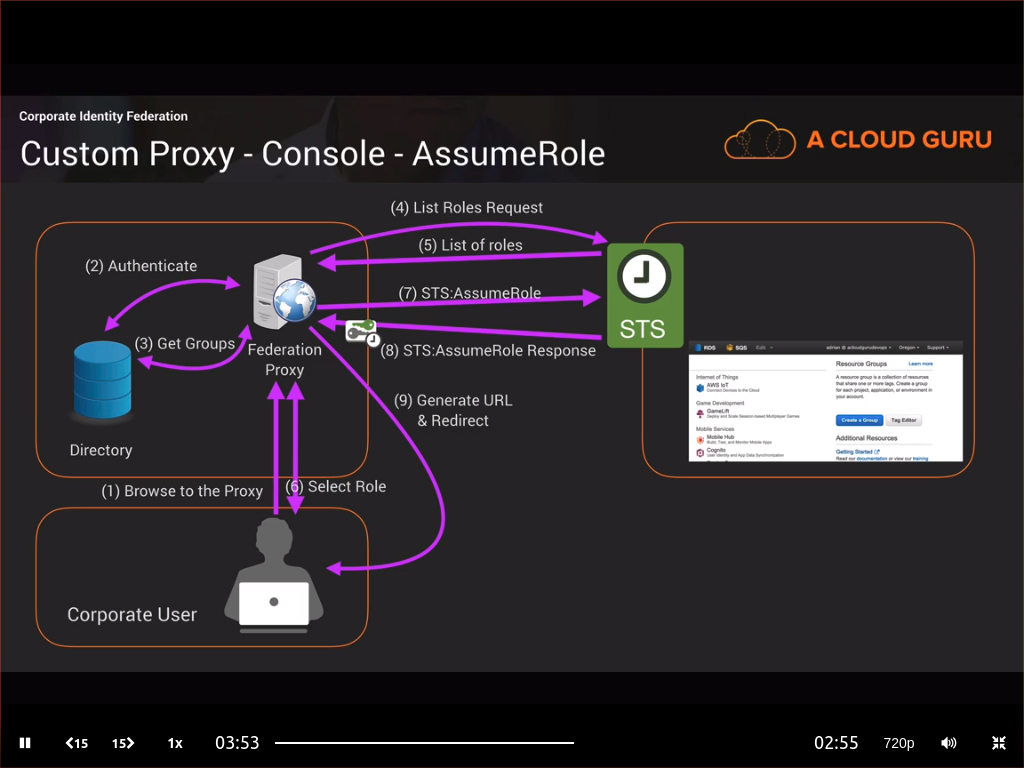 Corporate Identity Federation
Custom Proxy - Console - AssumeRole
A CLOUD GURU
(4) List Roles Request
(5) List of roles
(2) Authenticate
(7) STS:AssumeRole
STS
(3) Get Groups
Federation
Proxy
(8) STS:AssumeRole Response
(9) Generate URL
& Redirect
Directory
(1) Browse to the Proxy
(6) Select Role
Corporate User
RDS
SQS
Edit
adrian @ acloudgurudevops
Oregon
Support
Internet of Things
AWS IoT
Connect Devices to the Cloud
Game Development
GameLift
Deploy and Scale Session-based Multiplayer Games
Mobile Services
Mobile Hub
Build, Test, and Monitor Mobile Apps
Cognito
User Identity and App Data Synchronization
Resource Groups
Learn more
A resource group is a collection of resources
that share one or more tags. Create a group
for each project, application, or environment in
your account.
Create a Group
Tag Editor
Additional Resources
Getting Started
Read our documentation or view our training
15
15
1x
03:53
02:55
720p